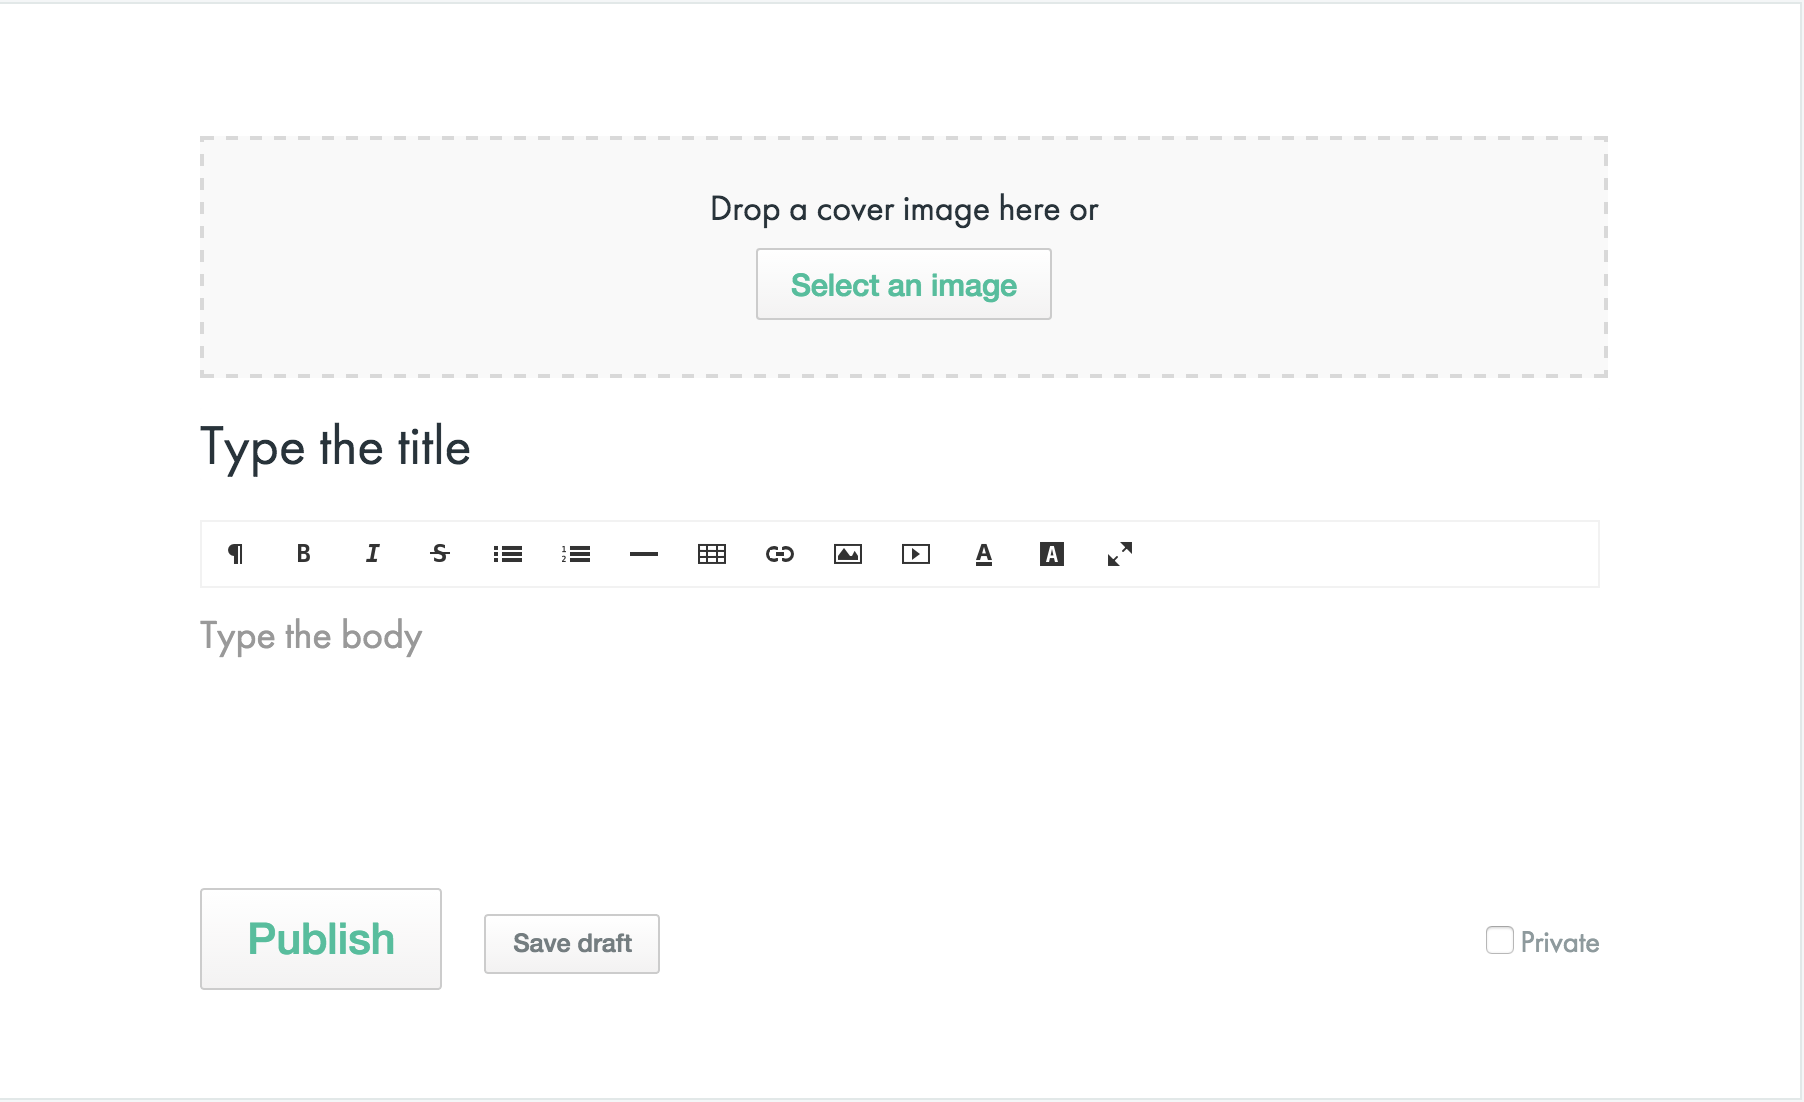 Drop a cover image here or
Select an image
Type the title
¶ B I S A A
Type the body
Publish
Save draft
Private